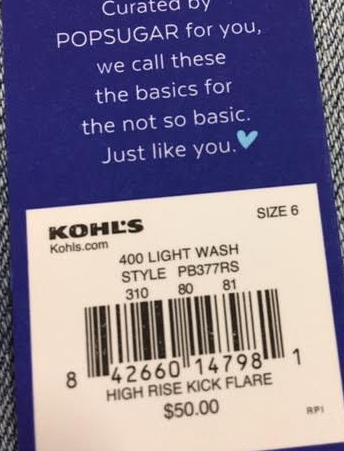 Curated by
POPSUGAR for you,
we call these
the basics for
the not so basic.
Just like you.
KOHL'S
Kohls.com
SIZE 6
400 LIGHT WASH
STYLE PB377RS
310 80 81
8 42660 14798 1
HIGH RISE KICK FLARE
$50.00
RPI